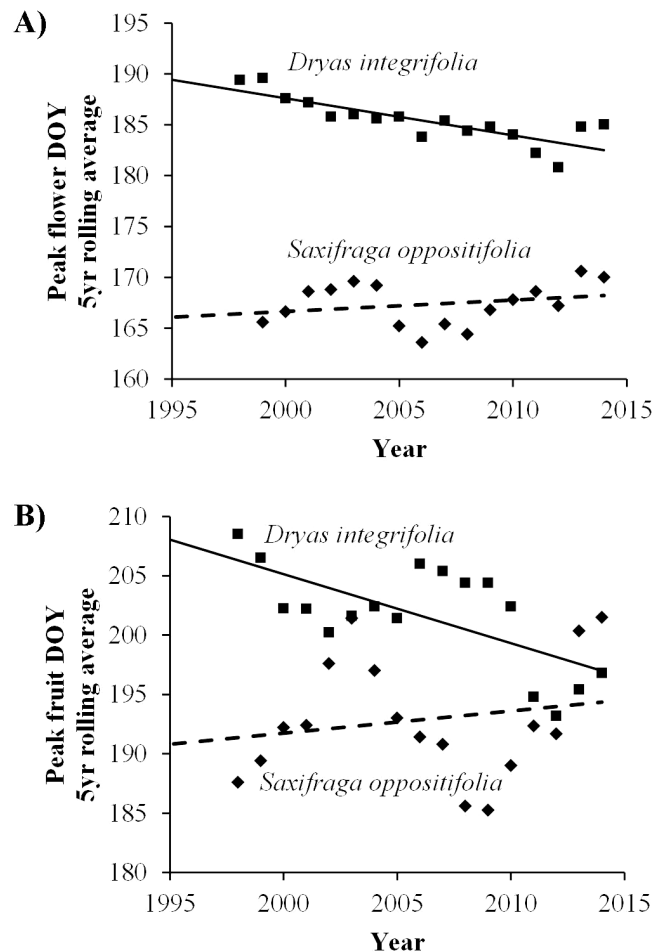 A)
Peak flower DOY
5yr rolling average
195
190
185
180
175
170
165
160
Dryas integrifolia
Saxifraga oppositifolia
1995 2000 2005 2010 2015
Year
B)
Peak fruit DOY
5yr rolling average
210
205
200
195
190
185
180
Dryas integrifolia
Saxifraga oppositifolia
1995 2000 2005 2010 2015
Year